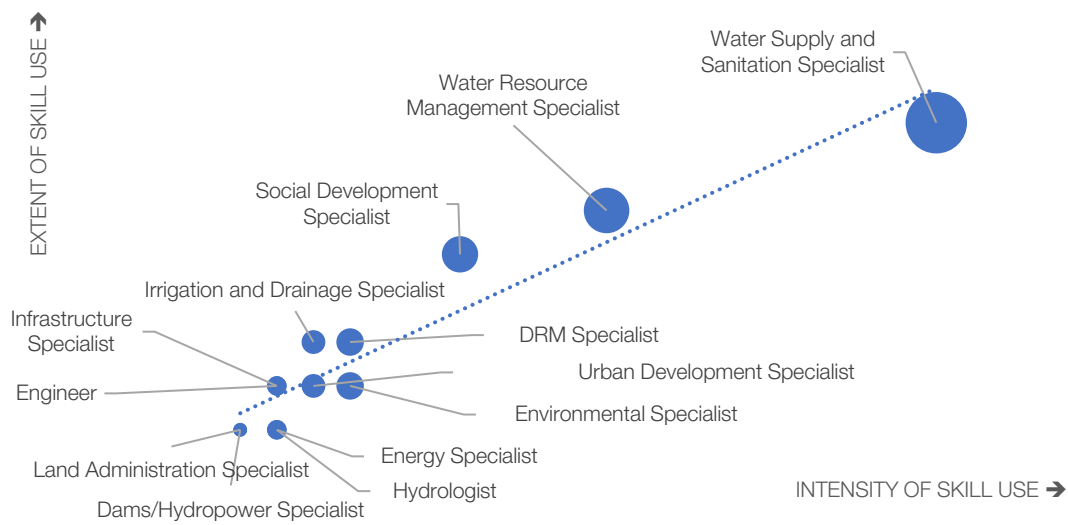 EXTENT OF SKILL USE ➔
Water Supply and
Sanitation Specialist
Water Resource
Management Specialist
Social Development
Specialist
Irrigation and Drainage Specialist
Infrastructure
Specialist
DRM Specialist
Urban Development Specialist
Engineer
Environmental Specialist
Energy Specialist
Land Administration Specialist
Hydrologist
Dams/Hydropower Specialist
INTENSITY OF SKILL USE ➔